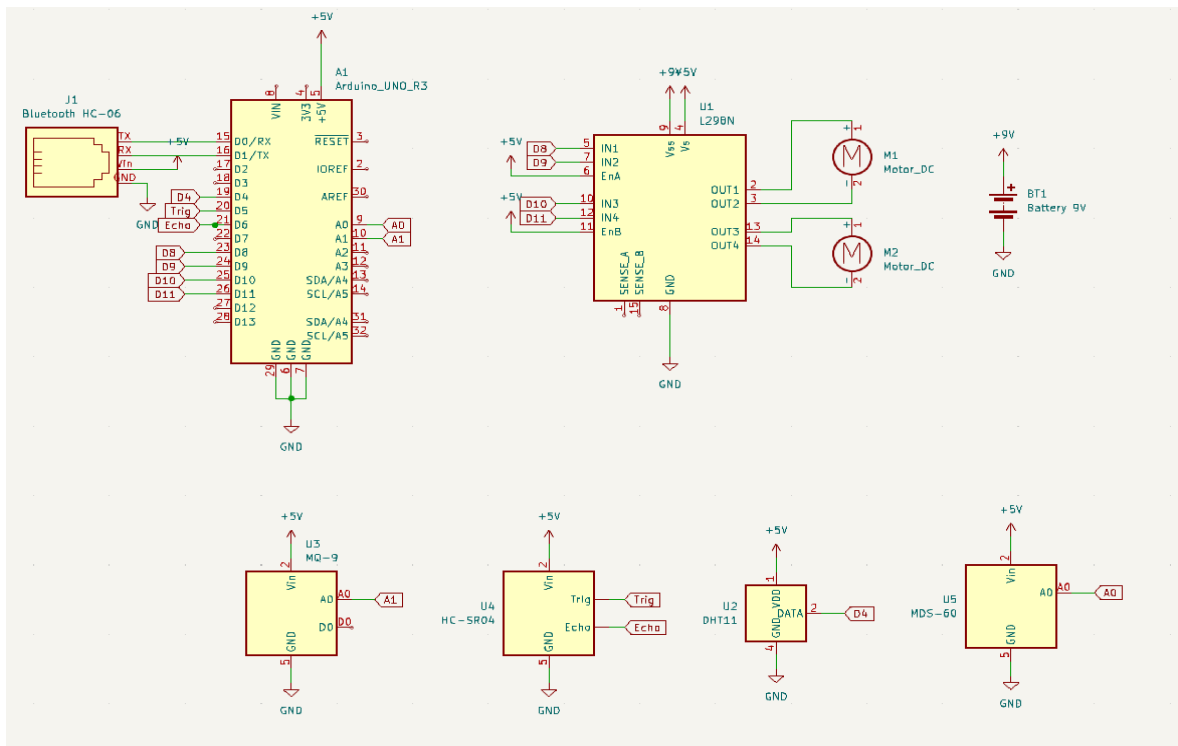 J1
Bluetooth HC-06
TX
RX
Vin
GND
+5V
GND
+5V
A1
Arduino_UNO_R3
8
4
5
VIN
3V3
+5V
15 D0/RX
16 D1/TX
17 D2
18 D3
D4 19 D4
Trig 20 D5
GND Echo 21 D6
22 D7
D8 23 D8
D9 24 D9
D10 25 D10
D11 26 D11
27 D12
28 D13
RESET 3
IOREF 2
AREF 30
A0 9 A0
A1 10 A1
A2 11
A3 12
SDA/A4 13
SCL/A5 14
SDA/A4 31
SCL/A5 32
GND
GND
GND
29
6
7
GND
+9V
+5V
U1
L298N
9
4
Vss
Vs
+5V
D8 5 IN1
D9 7 IN2
6 EnA
+5V
D10 10 IN3
D11 12 IN4
11 EnB
OUT1 2
OUT2 3
OUT3 13
OUT4 14
SENSE_A
SENSE_B
GND
1
15
8
GND
+
1
M
M1
Motor_DC
-
2
+
1
M
M2
Motor_DC
-
2
+9V
+
BT1
Battery 9V
GND
+5V
U3
MQ-9
2
Vin
A0 A0 A1
D0 D0
GND
5
GND
+5V
U4
HC-SR04
2
Vin
Trig Trig
Echo Echo
GND
5
GND
+5V
U2
DHT11
1
VDD
DATA 2 D4
GND
4
GND
+5V
U5
MDS-60
2
Vin
A0 A0 A0
GND
5
GND